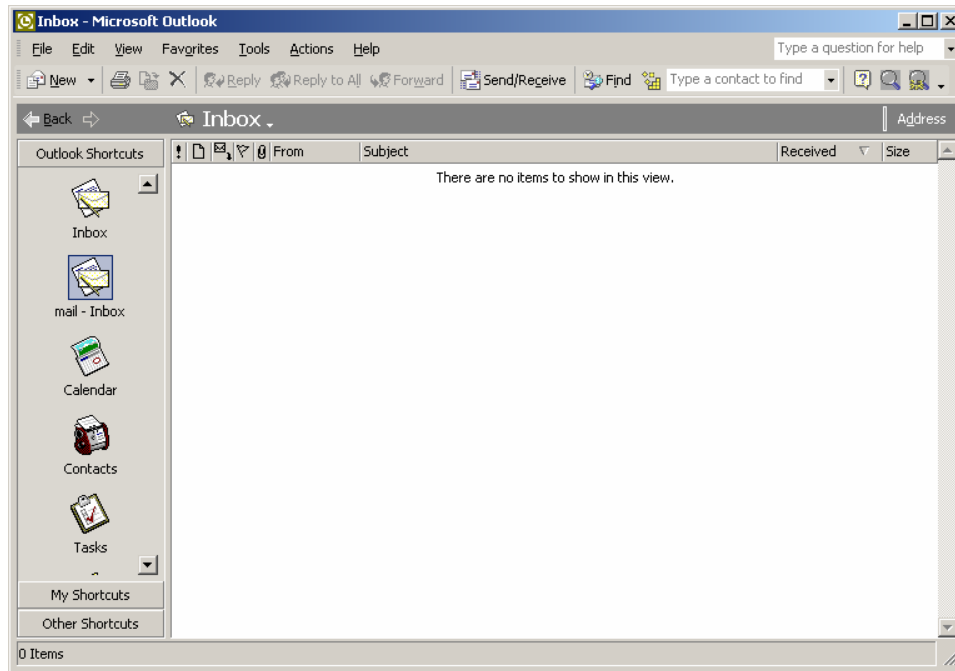 Inbox - Microsoft Outlook
File Edit View Favorites Tools Actions Help Type a question for help
New Reply Reply to All Forward Send/Receive Find Type a contact to find
Back Inbox Address
Outlook Shortcuts ! From Subject Received Size
There are no items to show in this view.
Inbox
mail - Inbox
Calendar
Contacts
Tasks
My Shortcuts
Other Shortcuts
0 Items